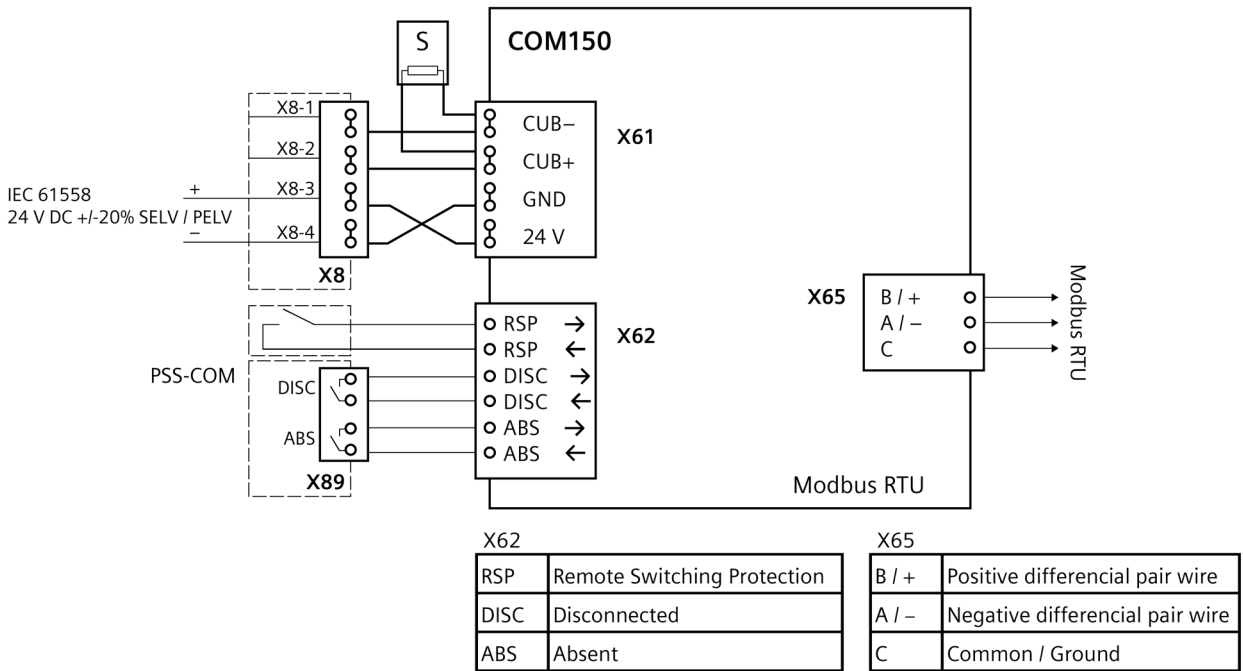 S
COM150
X8-1
X8-2
X8-3
X8-4
IEC 61558
24 V DC +/-20% SELV / PELV
+
−
X8
CUB−
CUB+
GND
24 V
X61
RSP →
RSP ←
DISC →
DISC ←
ABS →
ABS ←
X62
PSS-COM
DISC
ABS
X89
X65
B / +
A / −
C
Modbus RTU
Modbus RTU
X62
RSP Remote Switching Protection
DISC Disconnected
ABS Absent
X65
B / + Positive differencial pair wire
A / − Negative differencial pair wire
C Common / Ground